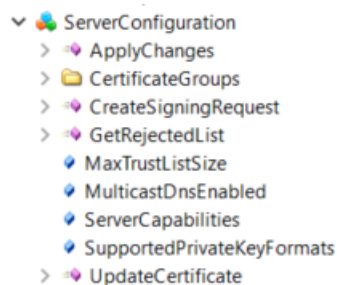 ServerConfiguration
ApplyChanges
CertificateGroups
CreateSigningRequest
GetRejectedList
MaxTrustListSize
MulticastDnsEnabled
ServerCapabilities
SupportedPrivateKeyFormats
UpdateCertificate